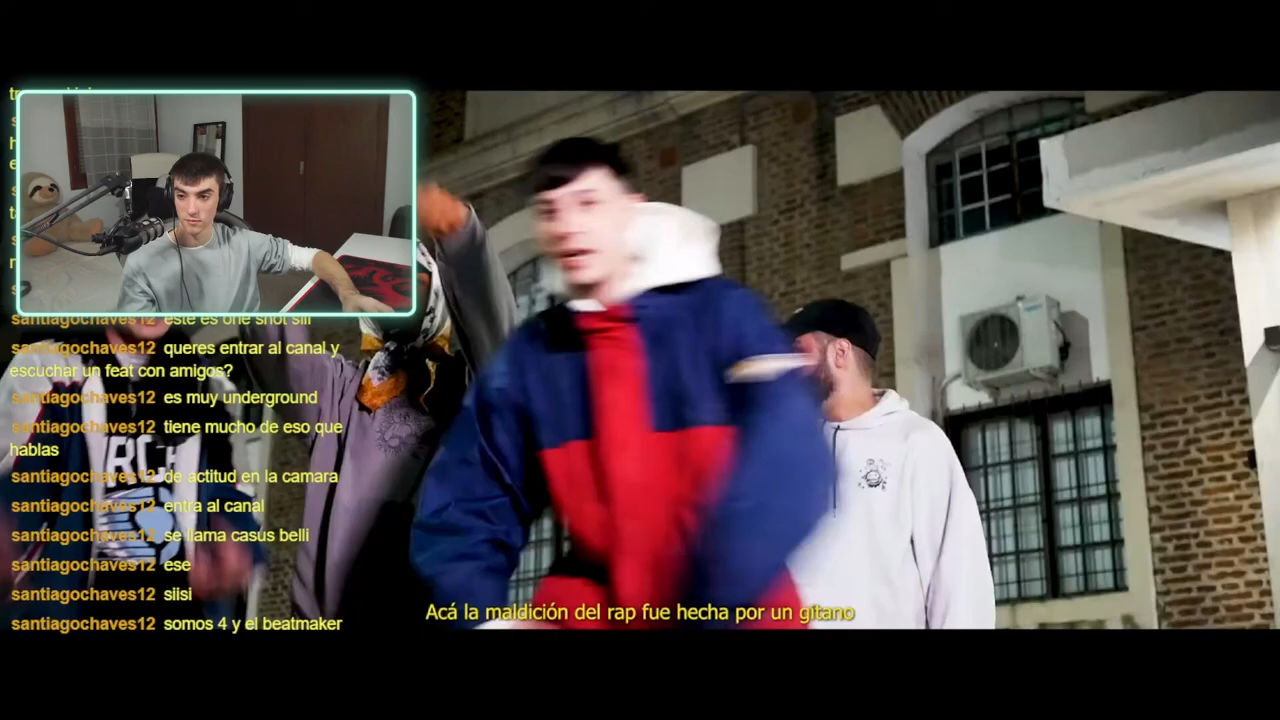 santiagochaves12 este es one shot siii
santiagochaves12 queres entrar al canal y
escuchar un feat con amigos?
santiagochaves12 es muy underground
santiagochaves12 tiene mucho de eso que
hablas
santiagochaves12 de actitud en la camara
santiagochaves12 entra al canal
santiagochaves12 se llama casus belli
santiagochaves12 ese
santiagochaves12 siisi
santiagochaves12 somos 4 y el beatmaker
Acá la maldición del rap fue hecha por un gitano